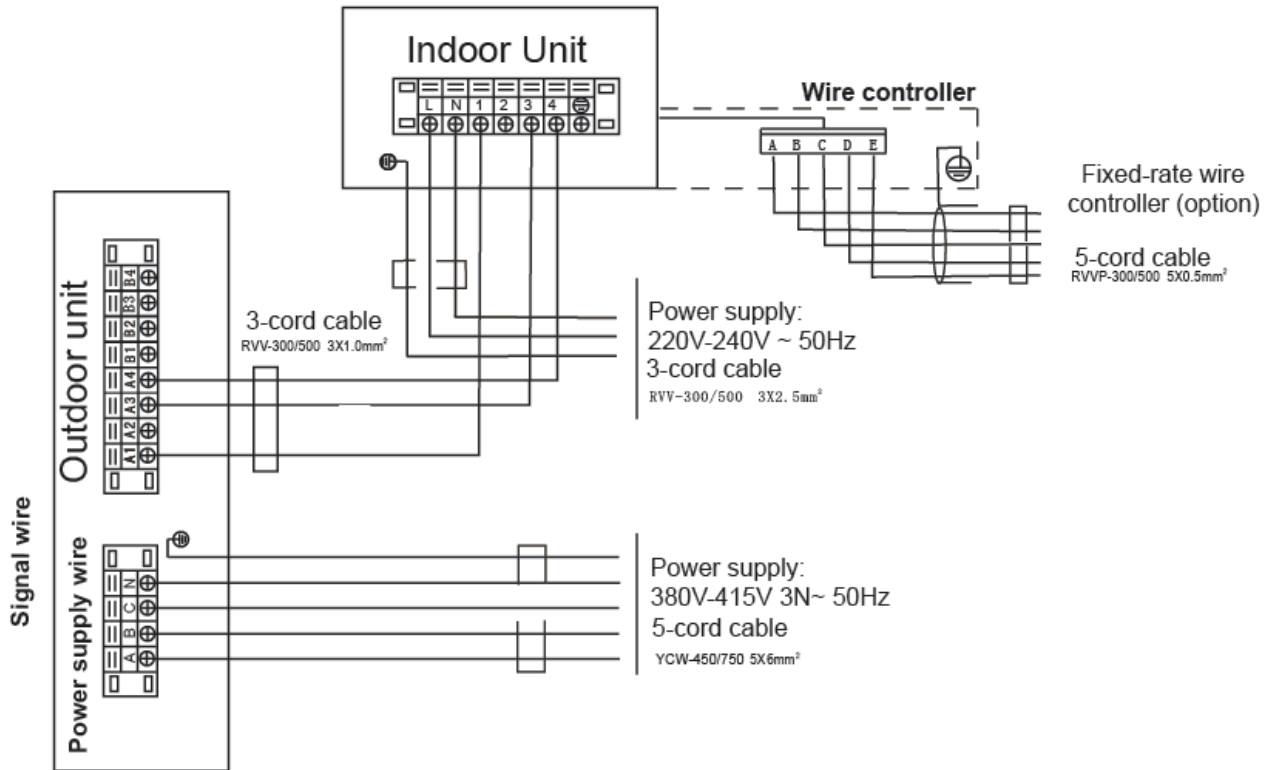 Indoor Unit
L N 1 2 3 4
Wire controller
A B C D E
Fixed-rate wire
controller (option)
5-cord cable
RVVP-300/500 5X0.5mm²
Outdoor unit
B4
B3
B2
B1
A4
A3
A2
A1
3-cord cable
RVV-300/500 3X1.0mm²
Power supply:
220V-240V ~ 50Hz
3-cord cable
RVV-300/500 3X2.5mm²
Signal wire
Power supply wire
N
C
B
A
Power supply:
380V-415V 3N~ 50Hz
5-cord cable
YCW-450/750 5X6mm²